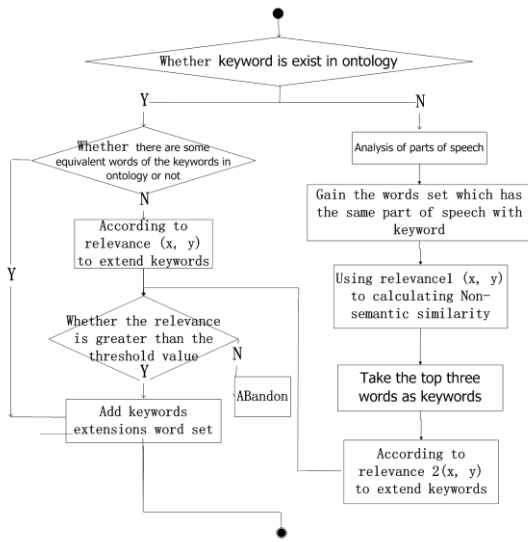 Whether keyword is exist in ontology
Y
N
Whether there are some
equivalent words of the keywords in
ontology or not
N
According to
relevance (x, y)
to extend keywords
Y
Whether the relevance
is greater than the
threshold value
N
Y
ABandon
Add keywords
extensions word set
Analysis of parts of speech
Gain the words set which has
the same part of speech with
keyword
Using relevance1 (x, y)
to calculating Non-
semantic similarity
Take the top three
words as keywords
According to
relevance 2(x, y)
to extend keywords